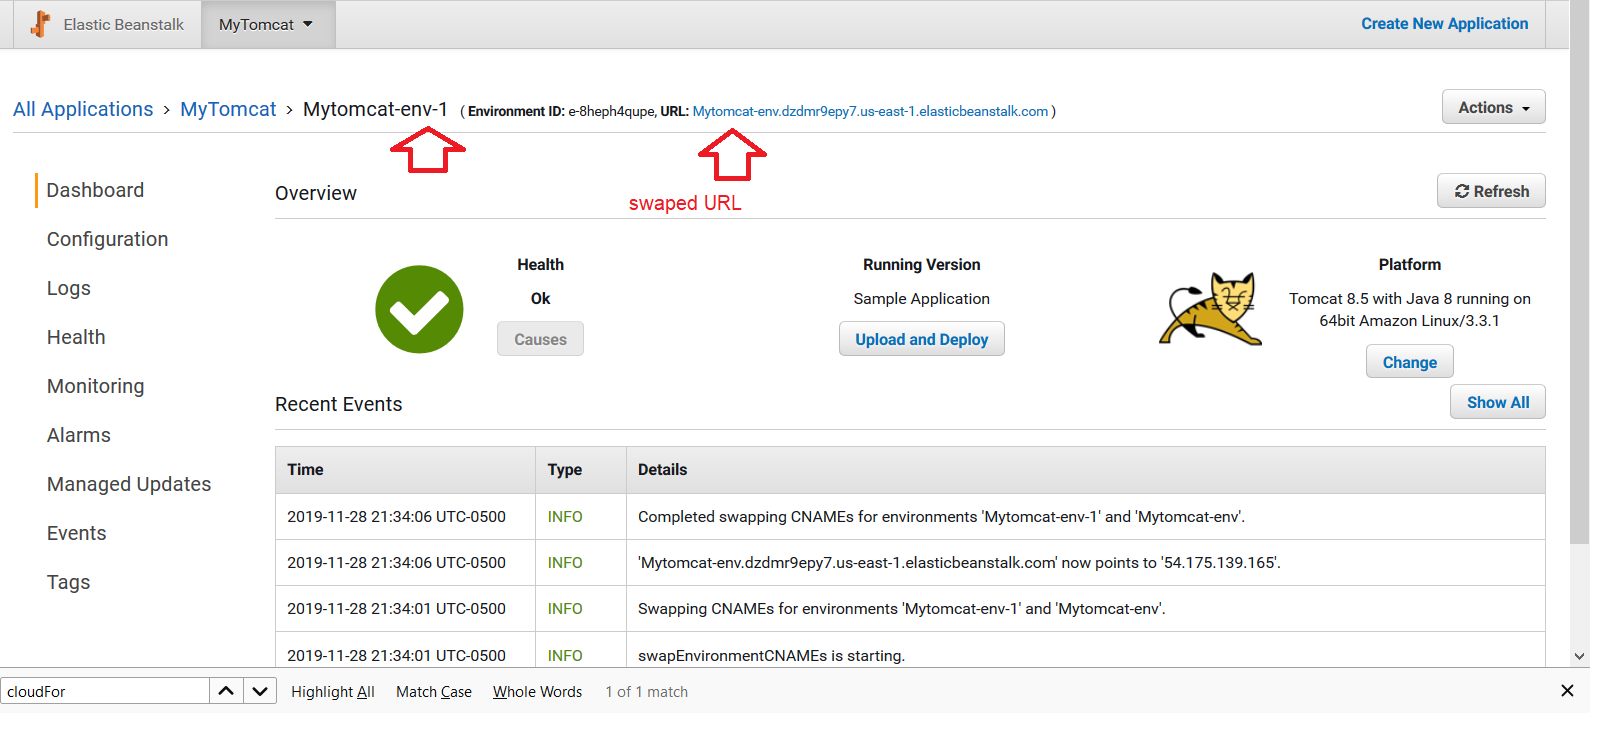 Elastic Beanstalk
MyTomcat
Create New Application
All Applications > MyTomcat > Mytomcat-env-1 ( Environment ID: e-8heph4qupe, URL: Mytomcat-env.dzdmr9epy7.us-east-1.elasticbeanstalk.com )
Actions
swaped URL
Dashboard
Configuration
Logs
Health
Monitoring
Alarms
Managed Updates
Events
Tags
Overview
Refresh
Health
Ok
Causes
Running Version
Sample Application
Upload and Deploy
Platform
Tomcat 8.5 with Java 8 running on
64bit Amazon Linux/3.3.1
Change
Recent Events
Show All
Time Type Details
2019-11-28 21:34:06 UTC-0500 INFO Completed swapping CNAMEs for environments 'Mytomcat-env-1' and 'Mytomcat-env'.
2019-11-28 21:34:06 UTC-0500 INFO 'Mytomcat-env.dzdmr9epy7.us-east-1.elasticbeanstalk.com' now points to '54.175.139.165'.
2019-11-28 21:34:01 UTC-0500 INFO Swapping CNAMEs for environments 'Mytomcat-env-1' and 'Mytomcat-env'.
2019-11-28 21:34:01 UTC-0500 INFO swapEnvironmentCNAMEs is starting.
cloudFor Highlight All Match Case Whole Words 1 of 1 match